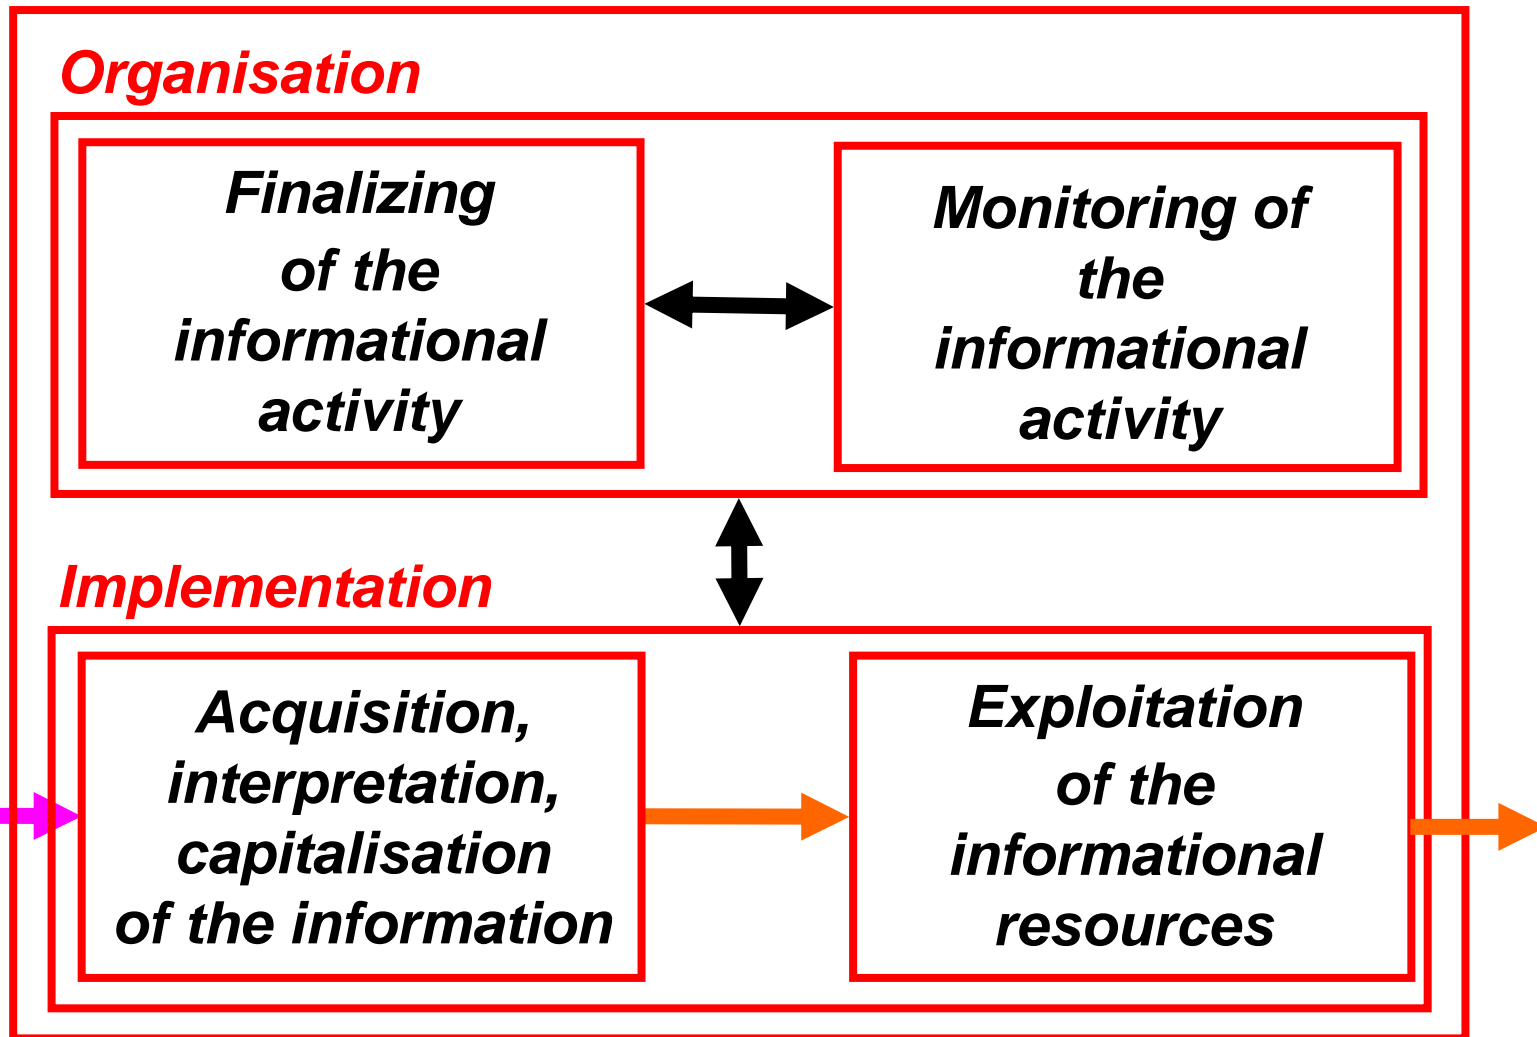 Organisation
Finalizing
of the
informational
activity
Monitoring of
the
informational
activity
Implementation
Acquisition,
interpretation,
capitalisation
of the information
Exploitation
of the
informational
resources